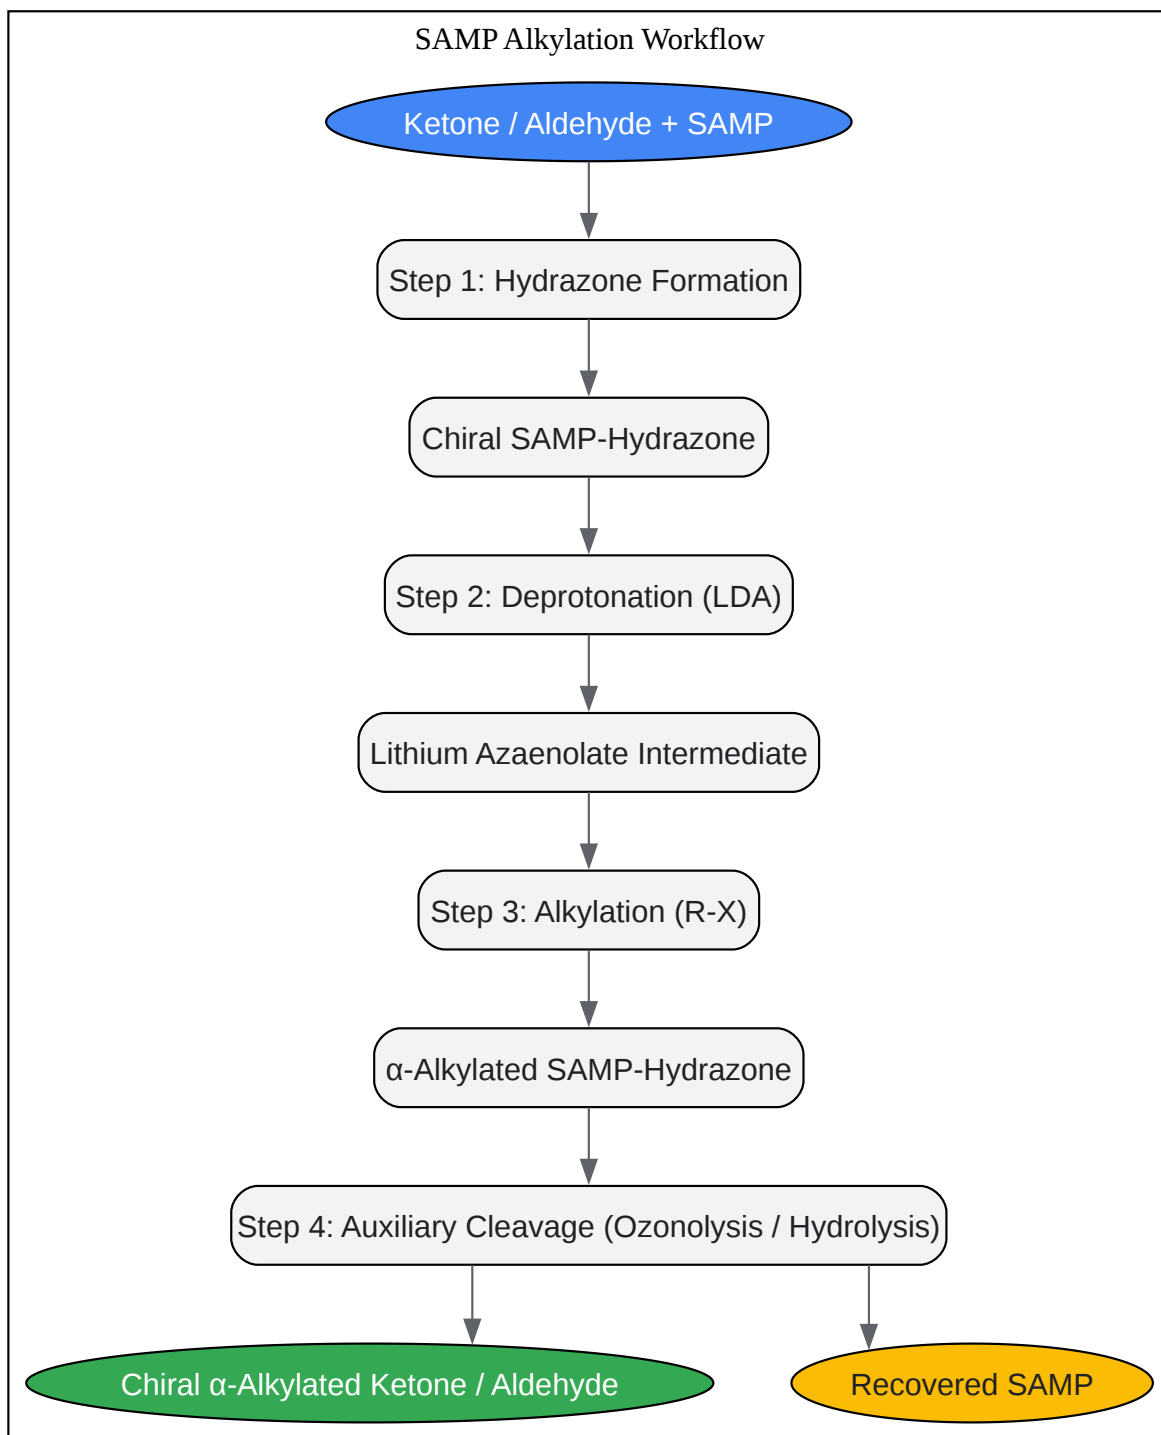 SAMP Alkylation Workflow
Ketone / Aldehyde + SAMP
Step 1: Hydrazone Formation
Chiral SAMP-Hydrazone
Step 2: Deprotonation (LDA)
Lithium Azaenolate Intermediate
Step 3: Alkylation (R-X)
α-Alkylated SAMP-Hydrazone
Step 4: Auxiliary Cleavage (Ozonolysis / Hydrolysis)
Chiral α-Alkylated Ketone / Aldehyde
Recovered SAMP